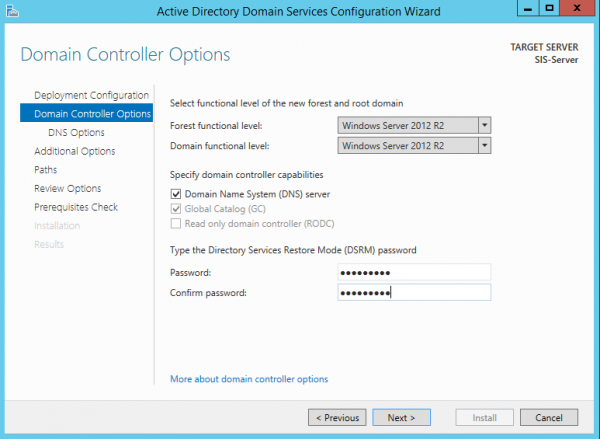 Active Directory Domain Services Configuration Wizard
Domain Controller Options
TARGET SERVER
SIS-Server
Deployment Configuration
Domain Controller Options
DNS Options
Additional Options
Paths
Review Options
Prerequisites Check
Installation
Results
Select functional level of the new forest and root domain
Forest functional level: Windows Server 2012 R2
Domain functional level: Windows Server 2012 R2
Specify domain controller capabilities
Domain Name System (DNS) server
Global Catalog (GC)
Read only domain controller (RODC)
Type the Directory Services Restore Mode (DSRM) password
Password: ●●●●●●●●●
Confirm password: ●●●●●●●●●
More about domain controller options
< Previous Next > Install Cancel